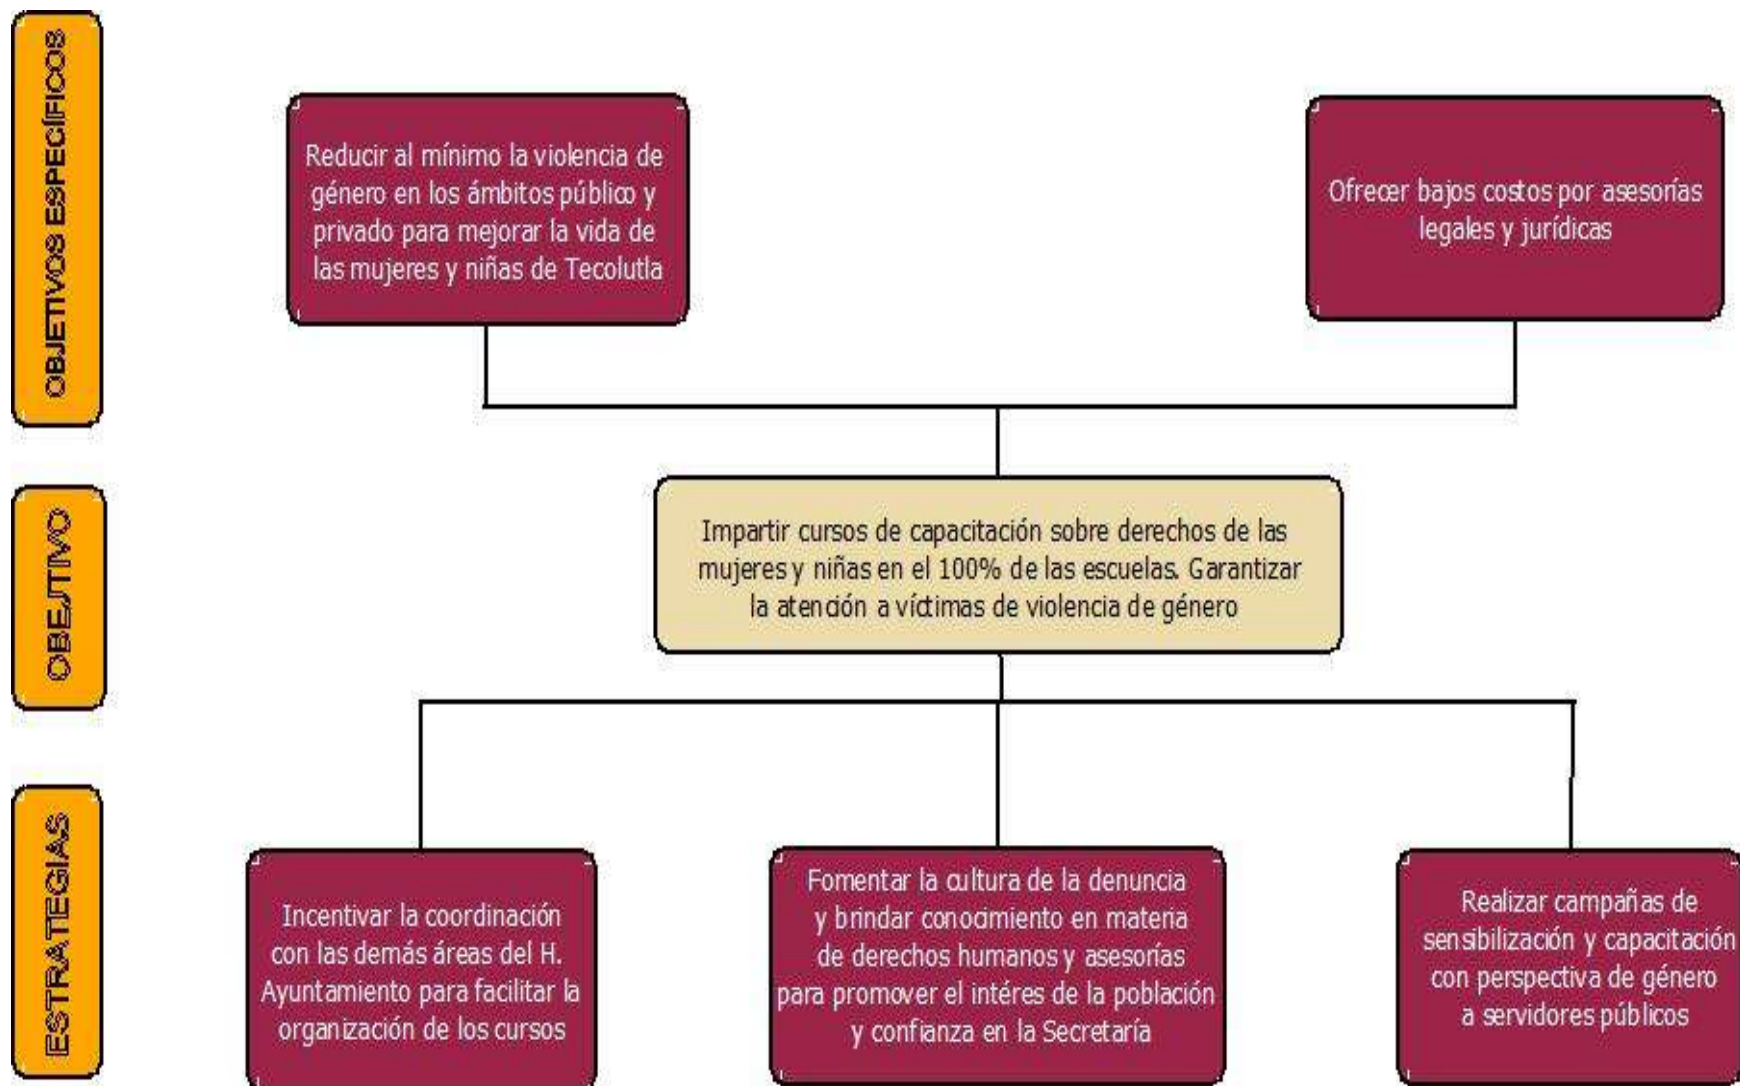 OBJETIVOS ESPECÍFICOS
Reducir al mínimo la violencia de
género en los ámbitos público y
privado para mejorar la vida de
las mujeres y niñas de Tecolutla
Ofrecer bajos costos por asesorías
legales y jurídicas
OBEJTIVO
Impartir cursos de capacitación sobre derechos de las
mujeres y niñas en el 100% de las escuelas. Garantizar
la atención a víctimas de violencia de género
ESTRATEGIAS
Incentivar la coordinación
con las demás áreas del H.
Ayuntamiento para facilitar la
organización de los cursos
Fomentar la cultura de la denuncia
y brindar conocimiento en materia
de derechos humanos y asesorías
para promover el intéres de la población
y confianza en la Secretaría
Realizar campañas de
sensibilización y capacitación
con perspectiva de género
a servidores públicos